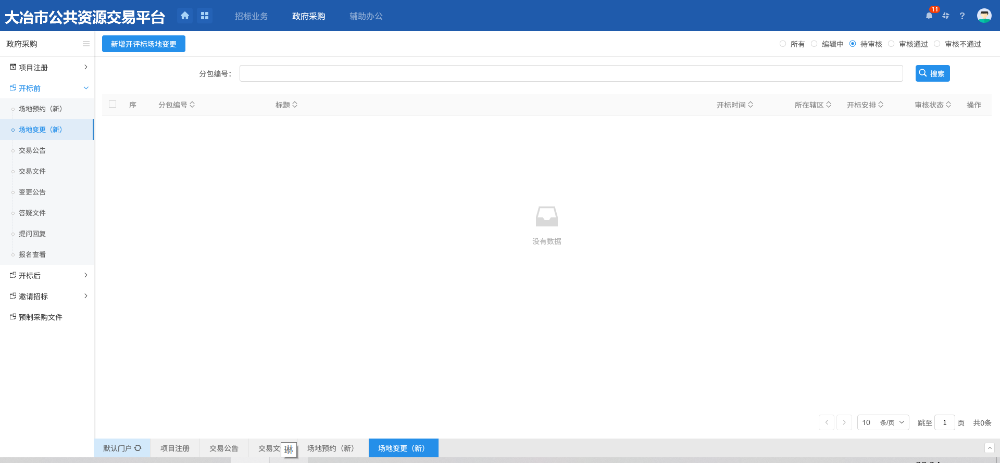 大冶市公共资源交易平台
招标业务 政府采购 辅助办公
11
?
政府采购
新增开评标场地变更
所有 编辑中 待审核 审核通过 审核不通过
项目注册
开标前
场地预约（新）
场地变更（新）
交易公告
交易文件
变更公告
答疑文件
提问回复
报名查看
开标后
邀请招标
预制采购文件
分包编号：
搜索
序 分包编号 标题 开标时间 所在辖区 开标安排 审核状态 操作
没有数据
10 条/页 跳至 1 页 共0条
默认门户 项目注册 交易公告 交易文 琳 场地预约（新） 场地变更（新）